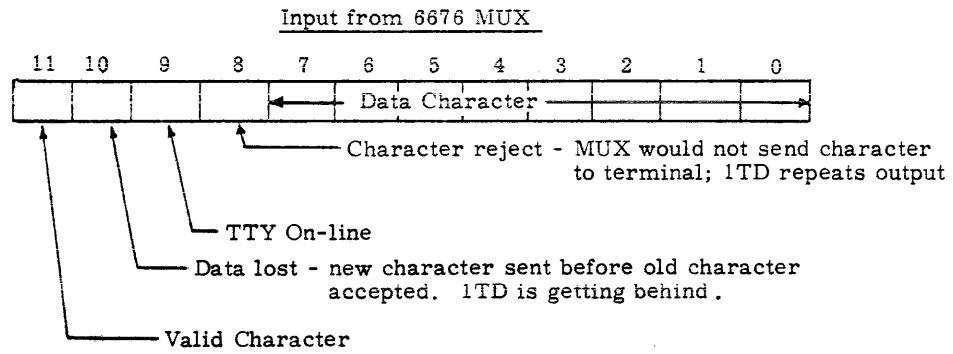 Input from 6676 MUX
11 10 9 8 7 6 5 4 3 2 1 0
Data Character
Character reject - MUX would not send character
to terminal; 1TD repeats output
TTY On-line
Data lost - new character sent before old character
accepted. 1TD is getting behind.
Valid Character